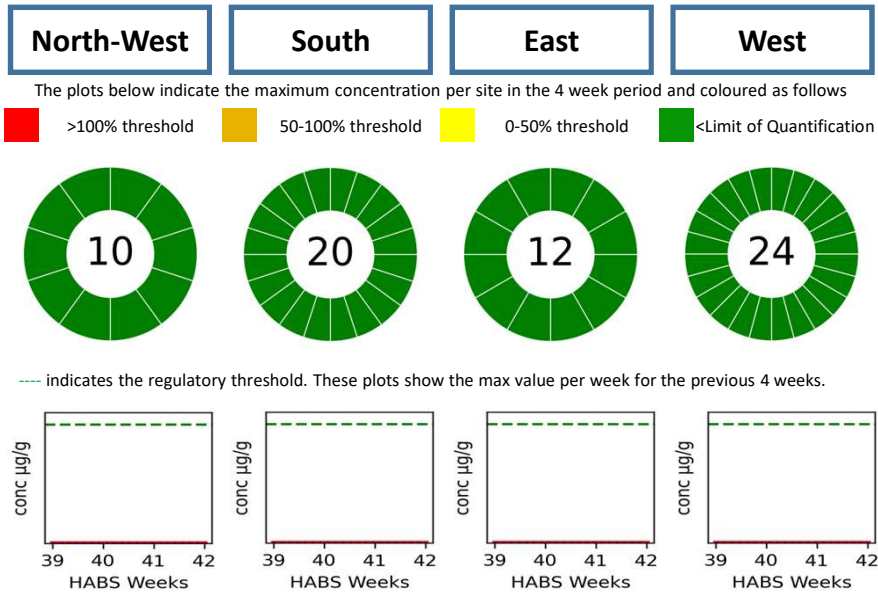 North-West South East West
The plots below indicate the maximum concentration per site in the 4 week period and coloured as follows
>100% threshold 50-100% threshold 0-50% threshold <Limit of Quantification
10 20 12 24
---- indicates the regulatory threshold. These plots show the max value per week for the previous 4 weeks.
conc µg/g conc µg/g conc µg/g conc µg/g
39 40 41 42 39 40 41 42 39 40 41 42 39 40 41 42
HABS Weeks HABS Weeks HABS Weeks HABS Weeks